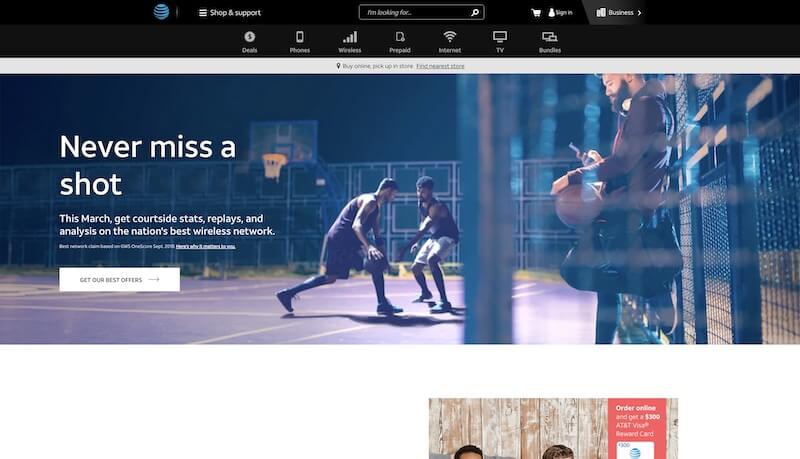 Shop & support
I'm looking for...
Sign in
Business
Deals
Phones
Wireless
Prepaid
Internet
TV
Bundles
Buy online, pick up in store. Find nearest store
Never miss a
shot
This March, get courtside stats, replays, and
analysis on the nation's best wireless network.
Best network claim based on GWS OneScore Sept. 2019. Here's why it matters to you.
GET OUR BEST OFFERS
Order online
and get a $300
AT&T Visa®
Reward Card
$300